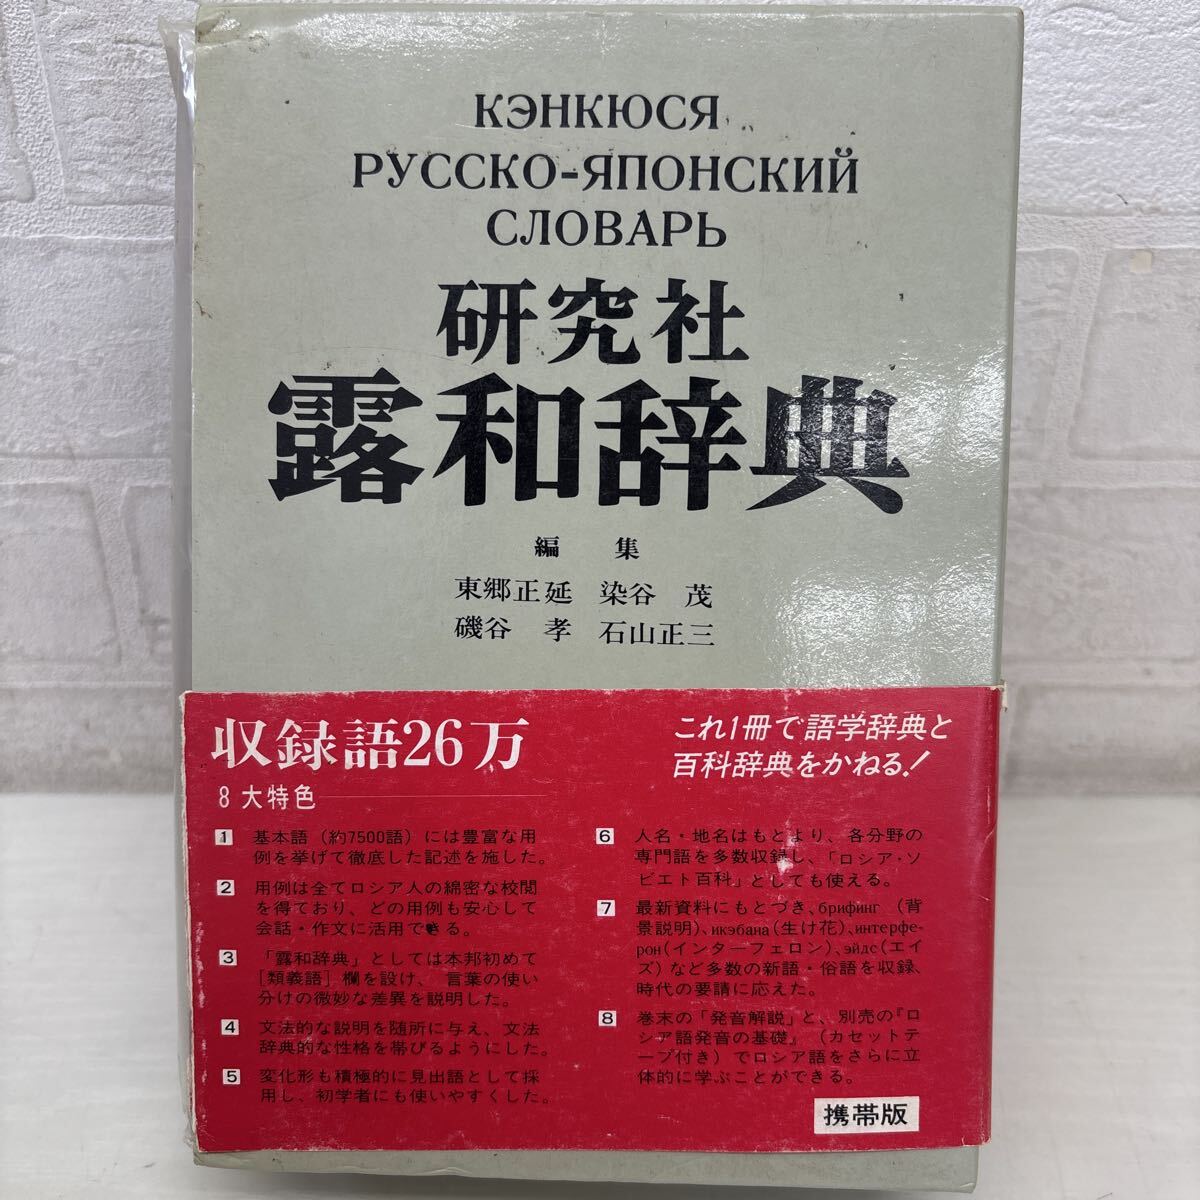 КЭНКЮСЯ
РУССКО-ЯПОНСКИЙ
СЛОВАРЬ
研究社
露和辞典
編 集
東郷正延 染谷 茂
磯谷 孝 石山正三
収録語26万
8大特色
これ1冊で語学辞典と
百科辞典をかねる!
1 基本語（約7500語）には豊富な用
例を挙げて徹底した記述を施した。
2 用例は全てロシア人の綿密な校閲
を得ており、どの用例も安心して
会話・作文に活用できる。
3 「露和辞典」としては本邦初めて
[類義語]欄を設け、言葉の使い
分けの微妙な差異を説明した。
4 文法的な説明を随所に与え、文法
辞典的な性格を帯びるようにした。
5 変化形も積極的に見出語として採
用し、初学者にも使いやすくした。
6 人名・地名はもとより、各分野の
専門語を多数収録し、「ロシア・ソ
ビエト百科」としても使える。
7 最新資料にもとづき、брифинг（背
景説明）、икэбана（生け花）、интерфе-
рон（インターフェロン）、эйдс（エイ
ズ）など多数の新語・俗語を収録、
時代の要請に応えた。
8 巻末の「発音解説」と、別売の『ロ
シア語発音の基礎』（カセットテ
ープ付き）でロシア語をさらに立
体的に学ぶことができる。
携帯版